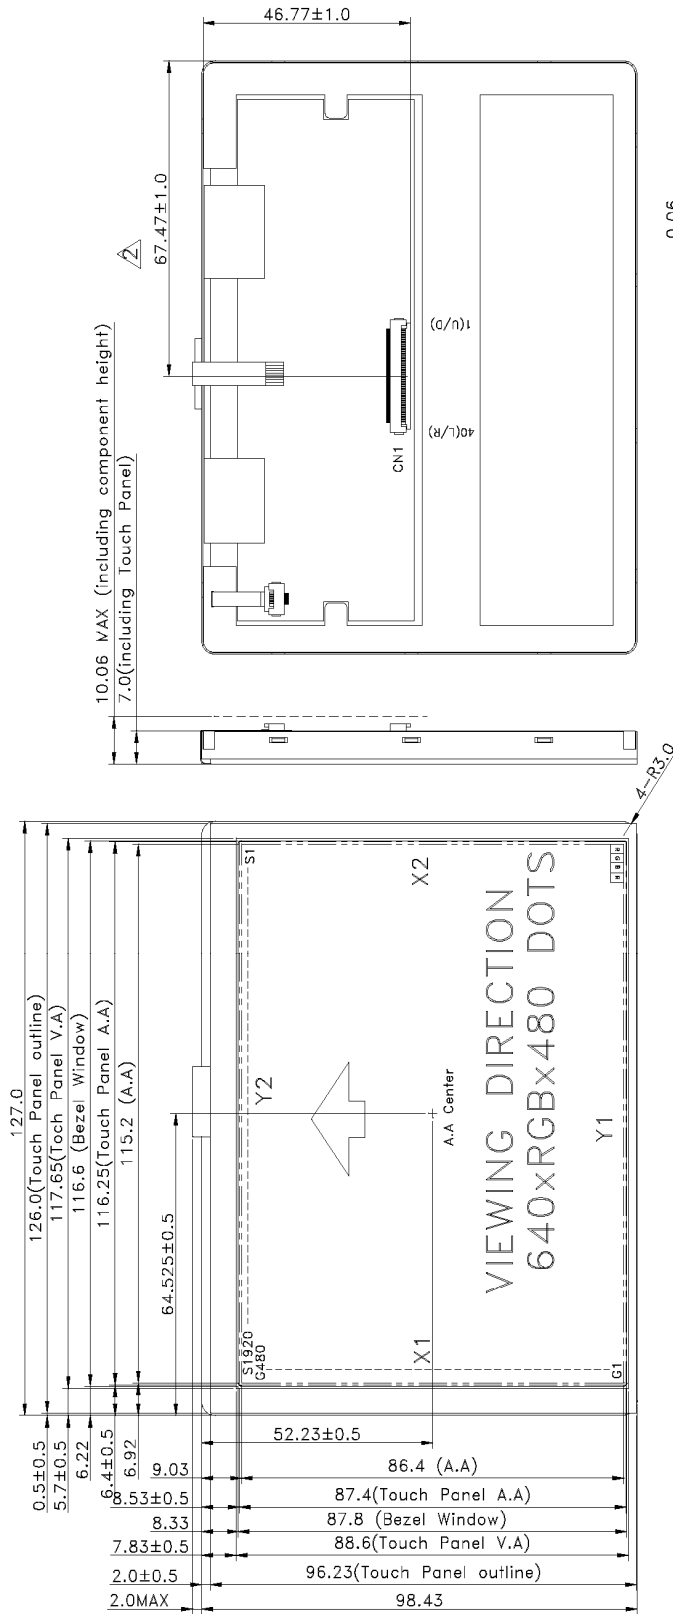 46.77±1.0
67.47±1.0
2
10.06 MAX (including component height)
7.0(including Touch Panel)
1(U/D)
40(L/R)
CN1
4-R3.0
127.0
126.0(Touch Panel outline)
117.65(Toch Panel V.A)
116.6 (Bezel Window)
116.25(Touch Panel A.A)
115.2 (A.A)
64.525±0.5
0.5±0.5
5.7±0.5
6.22
6.4±0.5
6.92
S1
X2
R G B R
Y2
A.A Center
VIEWING DIRECTION
640xRGBx480 DOTS
Y1
X1
S1920
G480
G1
52.23±0.5
9.03
86.4 (A.A)
8.53±0.5
87.4(Touch Panel A.A)
8.33
87.8 (Bezel Window)
7.83±0.5
88.6(Touch Panel V.A)
2.0±0.5
96.23(Touch Panel outline)
2.0MAX
98.43